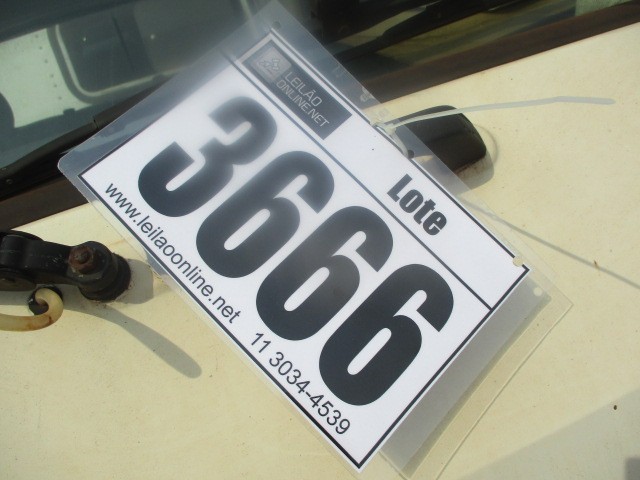 LEILÃO
ONLINE.NET
Lote
3666
www.leilaoonline.net 11 3034-4539